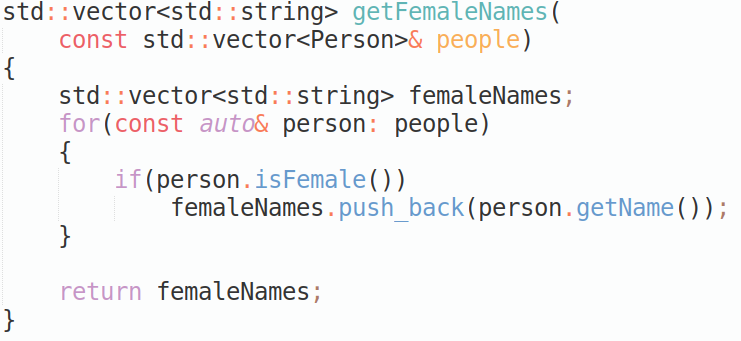 std::vector<std::string> getFemaleNames(
    const std::vector<Person>& people)
{
    std::vector<std::string> femaleNames;
    for(const auto& person: people)
    {
        if(person.isFemale())
            femaleNames.push_back(person.getName());
    }

    return femaleNames;
}